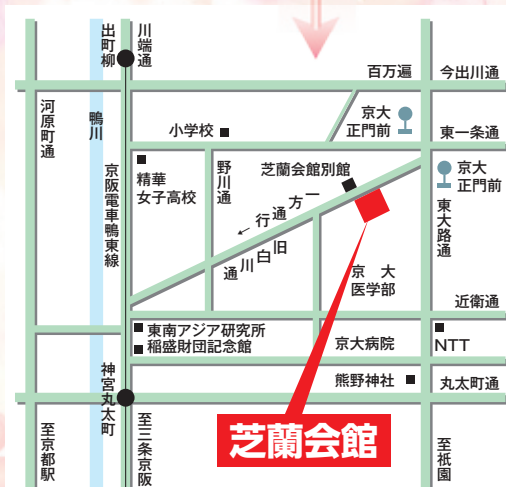 出町柳
川端通
百万遍
今出川通
河原町通
鴨川
小学校
京大
正門前
東一条通
京阪電車鴨東線
精華
女子高校
野川通
芝蘭会館別館
京大
正門前
一方通行
←
旧白川通
東大路通
京 大
医学部
近衛通
東南アジア研究所
稲盛財団記念館
京大病院
NTT
神宮丸太町
熊野神社
丸太町通
芝蘭会館
至京都駅
至三条京阪
至祇園